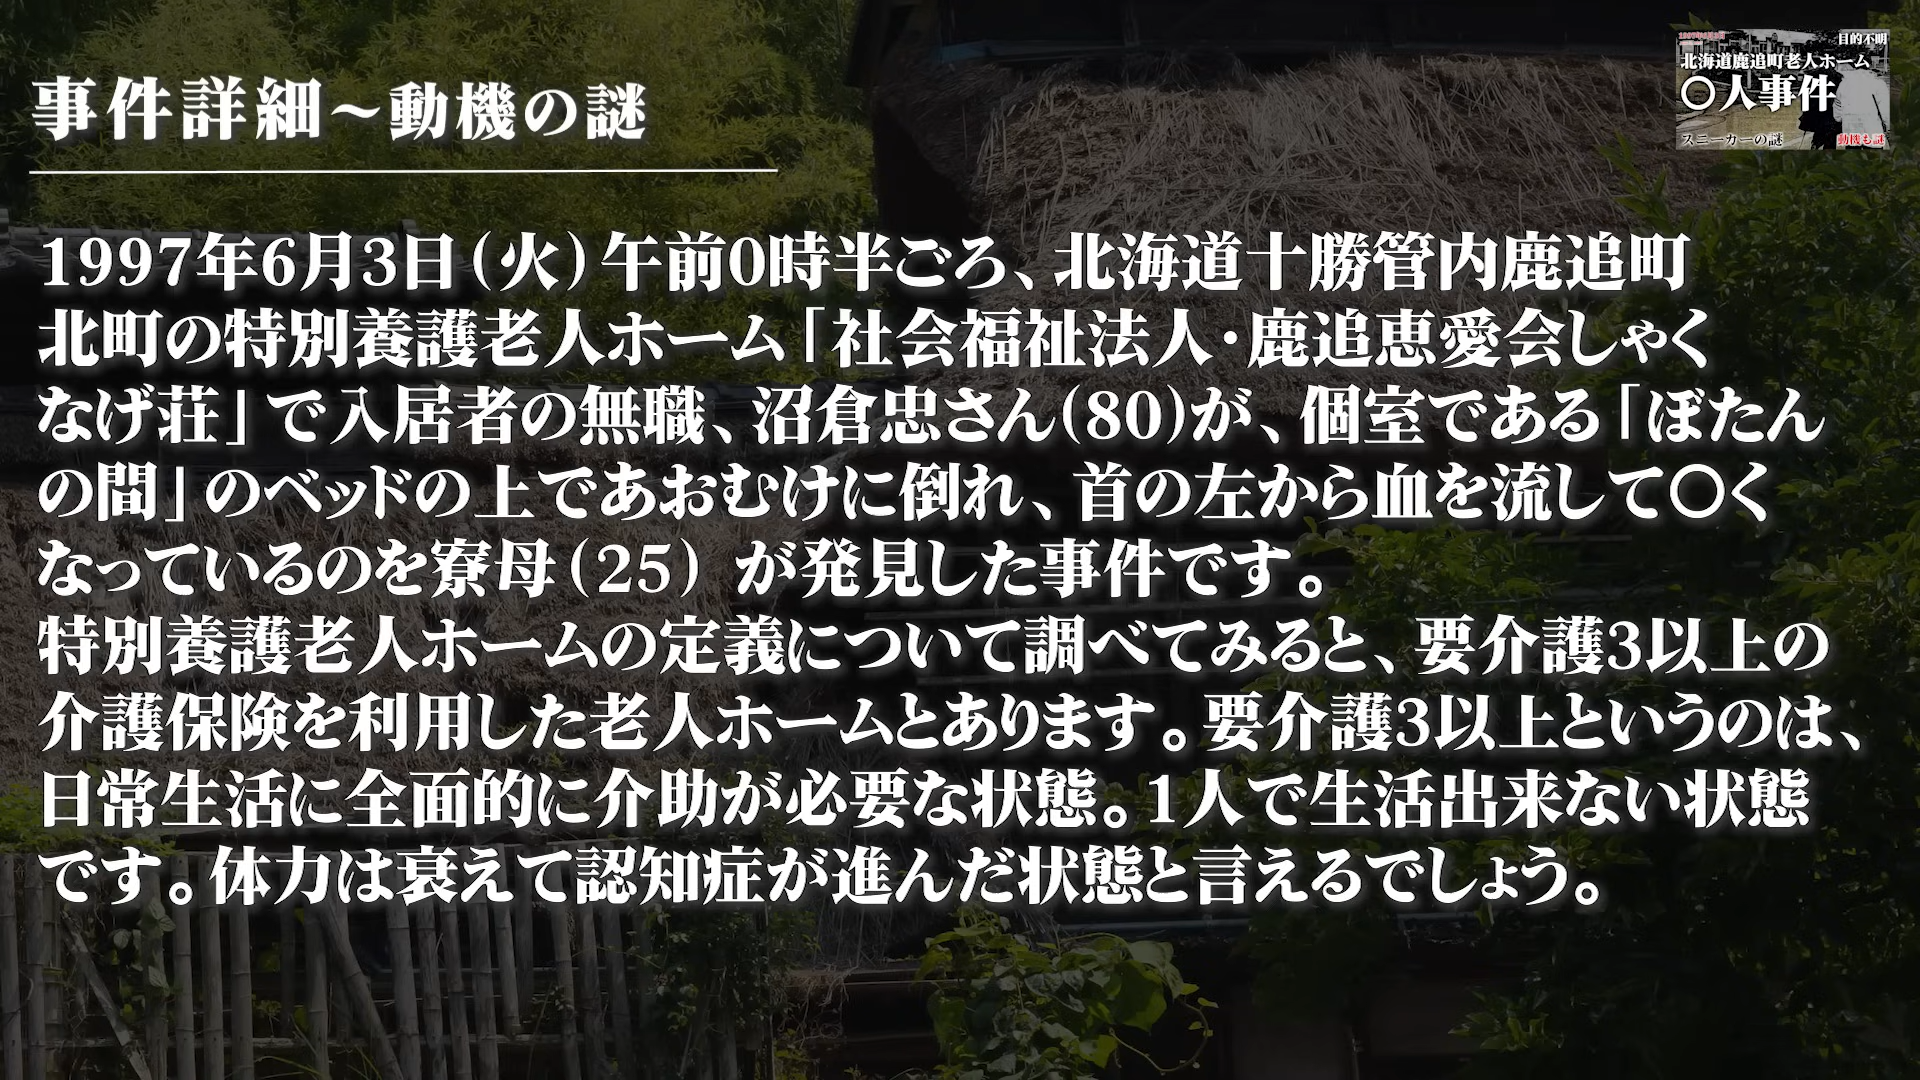 事件詳細～動機の謎
1997年6月3日
目的不明
北海道鹿追町老人ホーム
〇人事件
スニーカーの謎
動機も謎
1997年6月3日（火）午前0時半ごろ、北海道十勝管内鹿追町
北町の特別養護老人ホーム「社会福祉法人・鹿追恵愛会しゃく
なげ荘」で入居者の無職、沼倉忠さん(80)が、個室である「ぼたん
の間」のベッドの上であおむけに倒れ、首の左から血を流して〇く
なっているのを寮母（25）が発見した事件です。
特別養護老人ホームの定義について調べてみると、要介護3以上の
介護保険を利用した老人ホームとあります。要介護3以上というのは、
日常生活に全面的に介助が必要な状態。1人で生活出来ない状態
です。体力は衰えて認知症が進んだ状態と言えるでしょう。